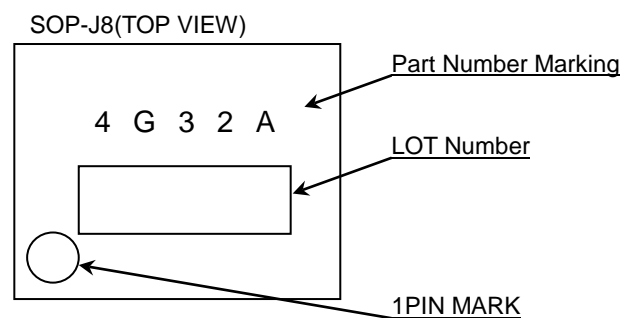 SOP-J8(TOP VIEW)
Part Number Marking
4 G 3 2 A
LOT Number
1PIN MARK